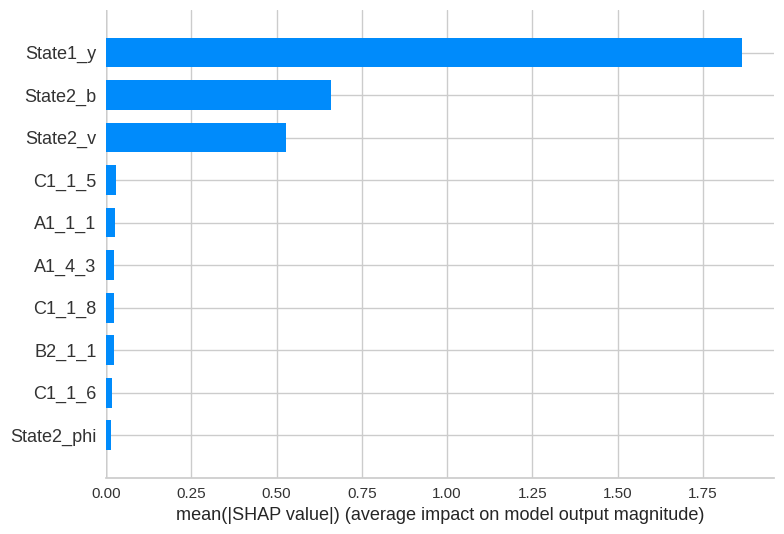 State1_y
State2_b
State2_v
C1_1_5
A1_1_1
A1_4_3
C1_1_8
B2_1_1
C1_1_6
State2_phi
0.00 0.25 0.50 0.75 1.00 1.25 1.50 1.75
mean(|SHAP value|) (average impact on model output magnitude)